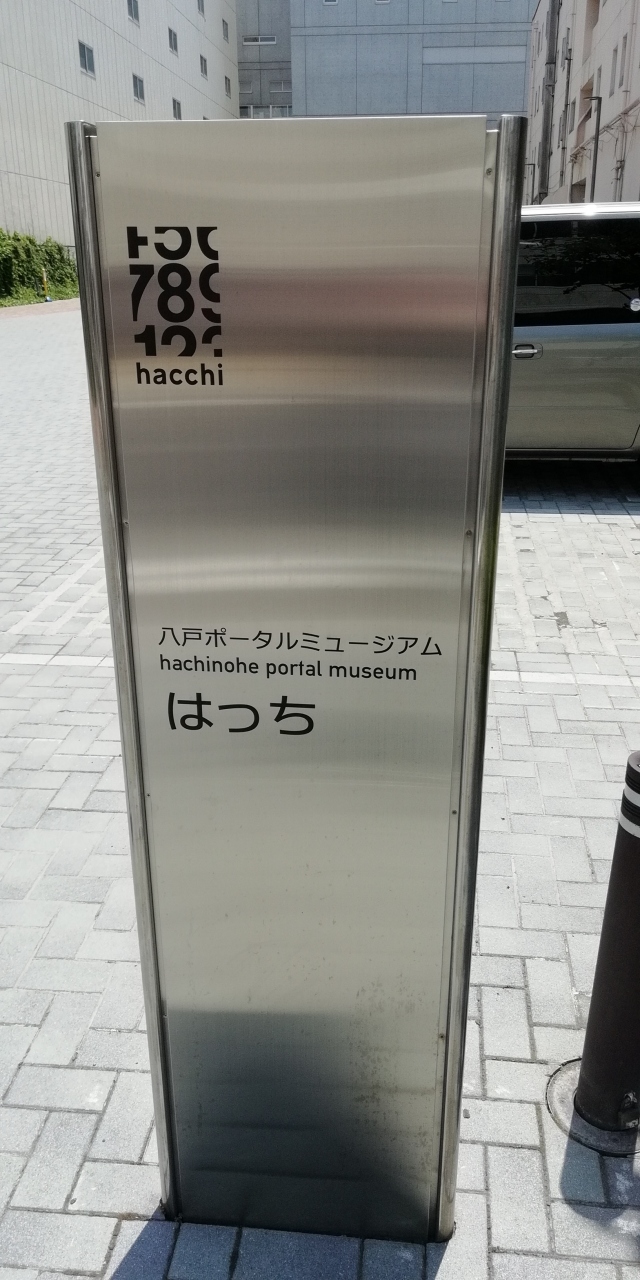 789
hacchi
八戸ポータルミュージアム
hachinohe portal museum
はっち